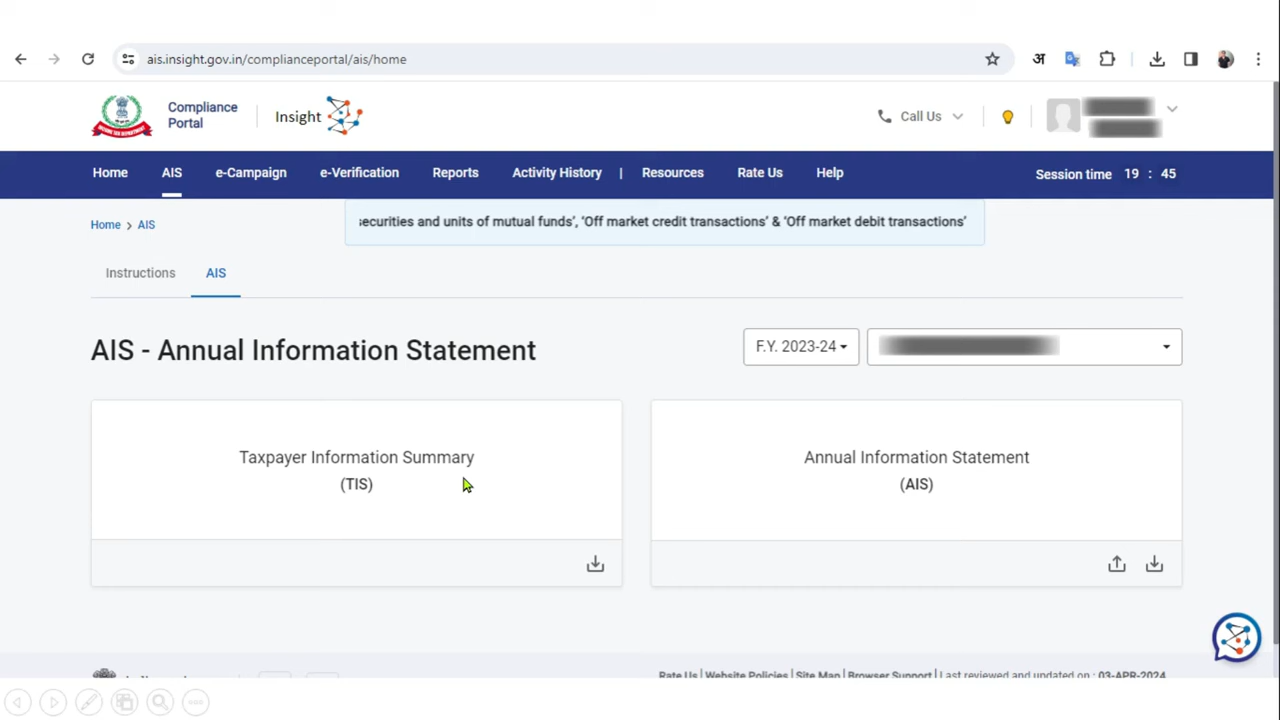 ais.insight.gov.in/complianceportal/ais/home
अ
Compliance
Portal
Insight
Call Us
Home AIS e-Campaign e-Verification Reports Activity History | Resources Rate Us Help Session time 19 : 45
Home > AIS
securities and units of mutual funds', 'Off market credit transactions' & 'Off market debit transactions'
Instructions AIS
AIS - Annual Information Statement
F.Y. 2023-24
Taxpayer Information Summary
(TIS)
Annual Information Statement
(AIS)
Rate Us | Website Policies | Site Map | Browser Support | Last reviewed and updated on : 03-APR-2024